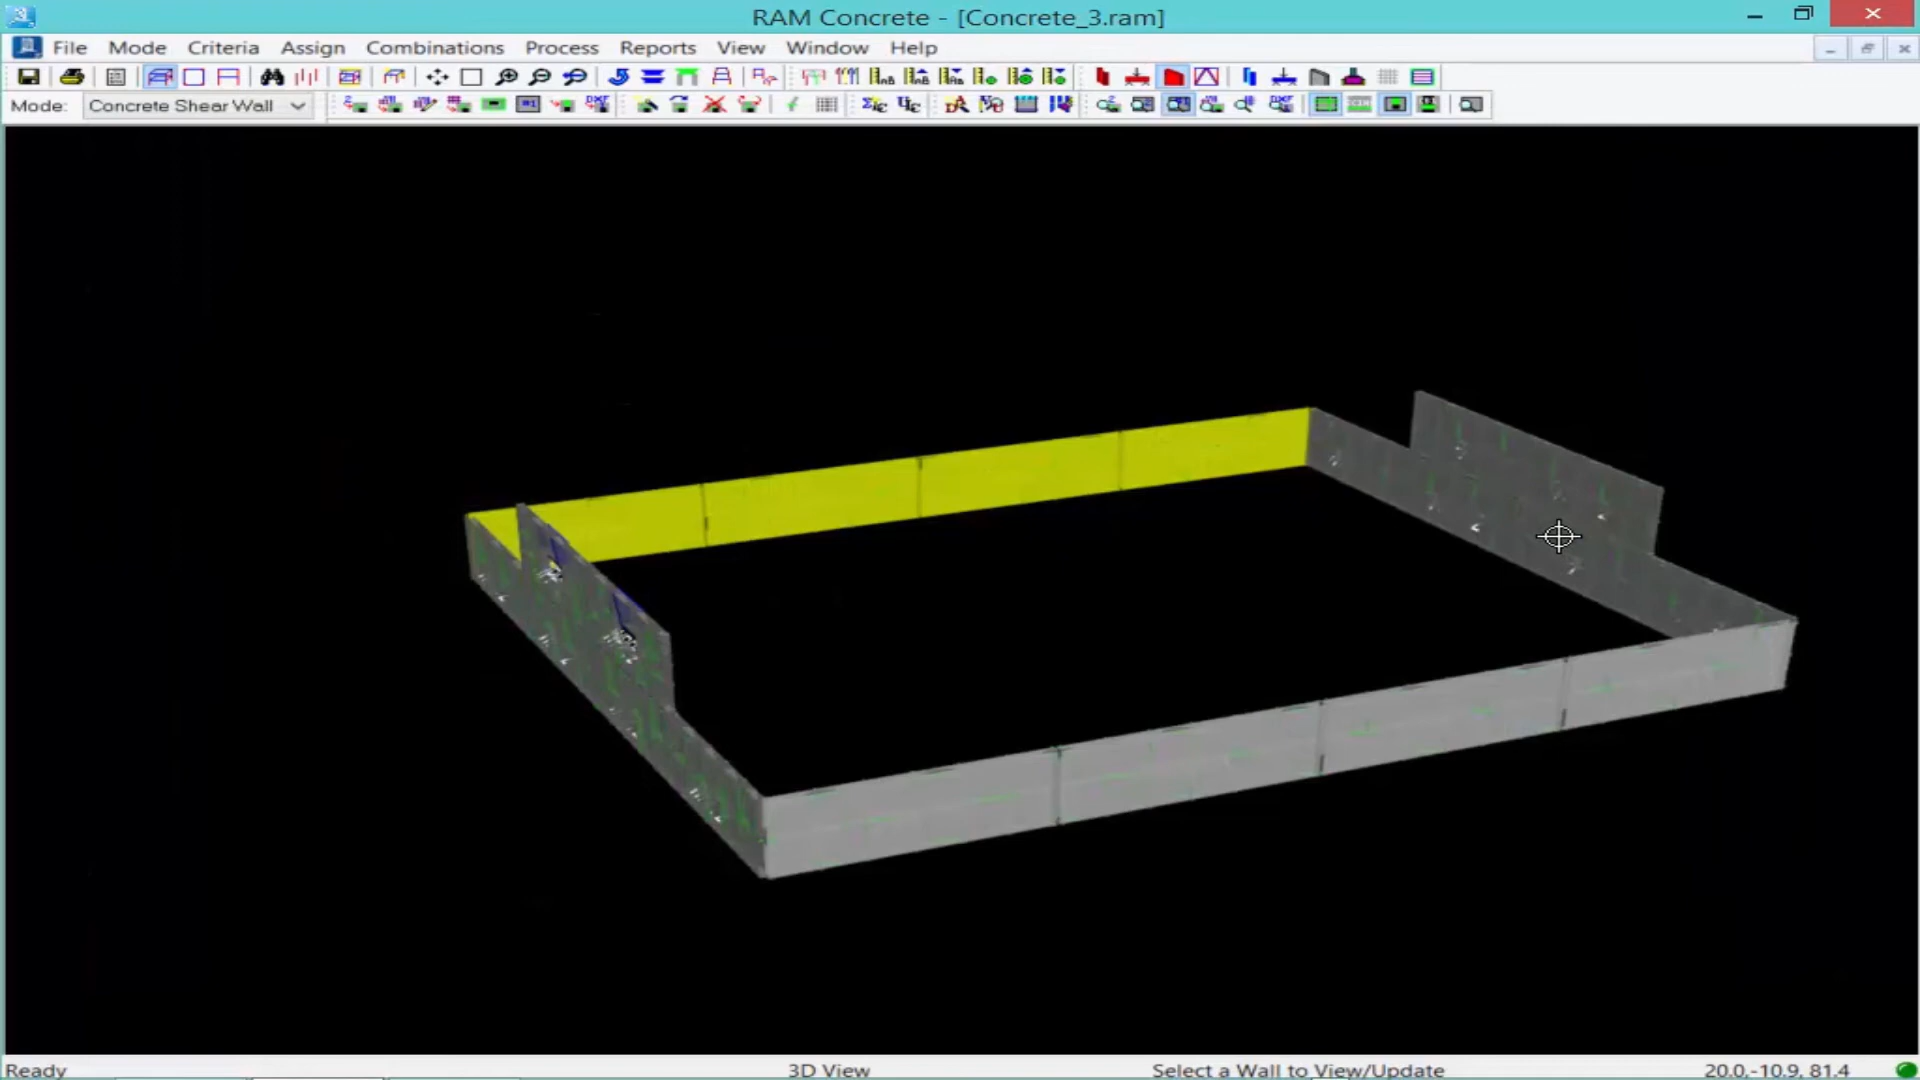 RAM Concrete - [Concrete_3.ram]
File Mode Criteria Assign Combinations Process Reports View Window Help
Mode: Concrete Shear Wall
Ready 3D View Select a Wall to View/Update 20.0,-10.9, 81.4